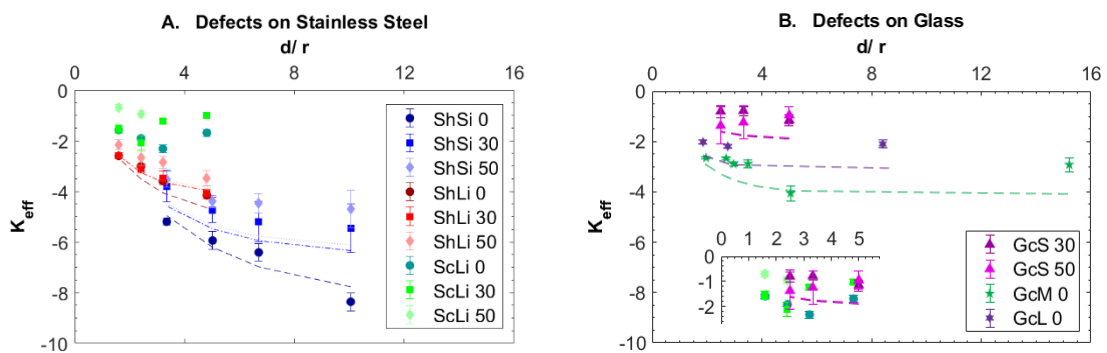 A. Defects on Stainless Steel
d/ r
0 4 8 12 16
0
-2
-4
-6
-8
-10
K_eff
ShSi 0
ShSi 30
ShSi 50
ShLi 0
ShLi 30
ShLi 50
ScLi 0
ScLi 30
ScLi 50
B. Defects on Glass
d/ r
0 4 8 12 16
0
-2
-4
-6
-8
-10
K_eff
0 1 2 3 4 5
0
-1
-2
GcS 30
GcS 50
GcM 0
GcL 0